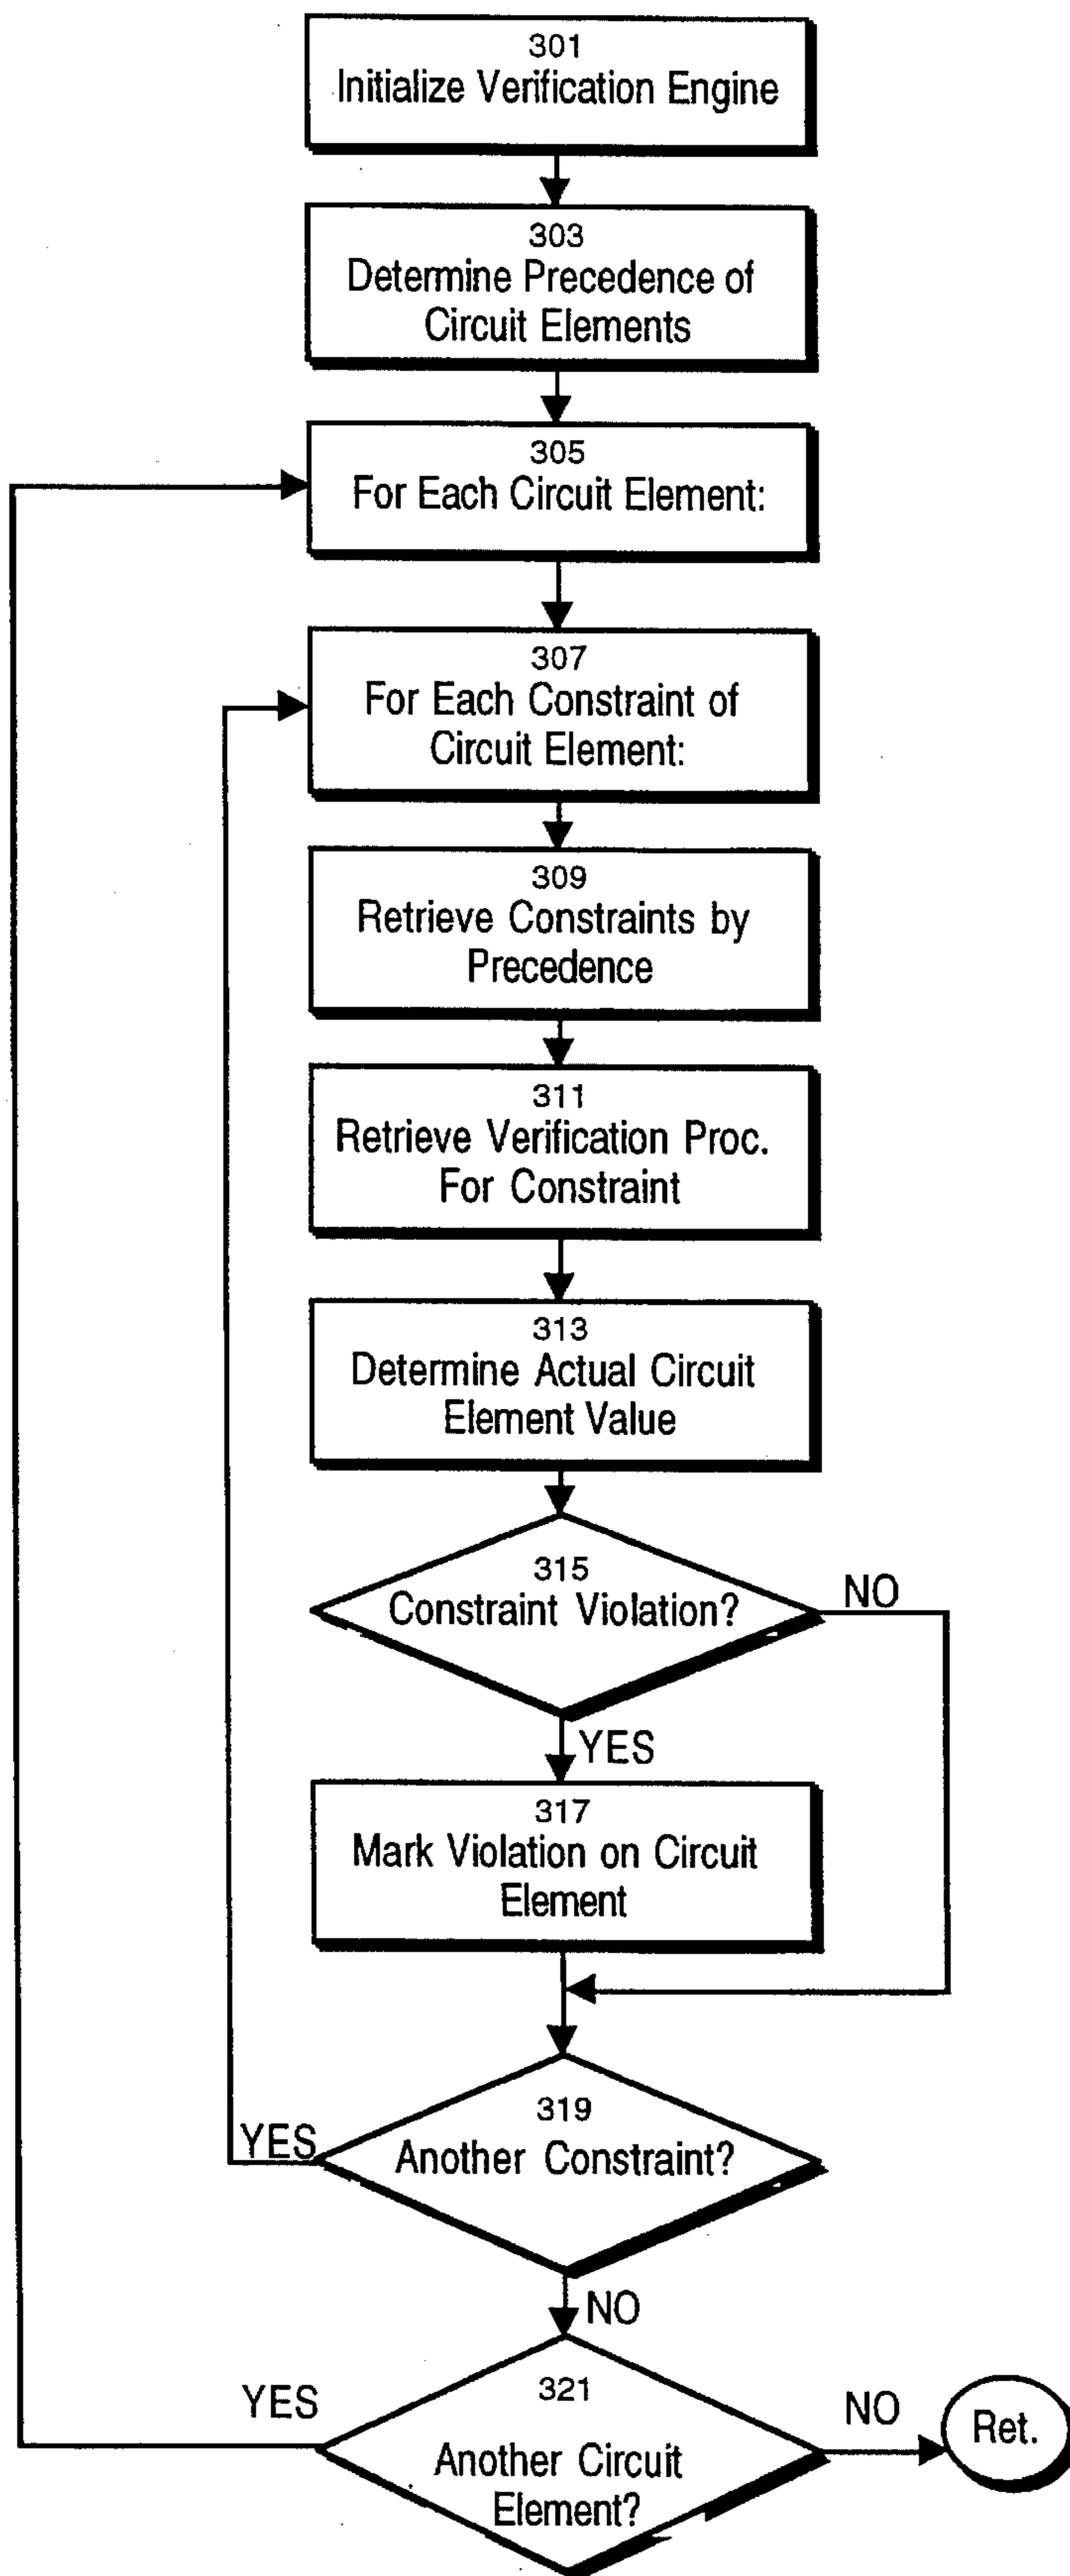 301
Initialize Verification Engine
303
Determine Precedence of
Circuit Elements
305
For Each Circuit Element:
307
For Each Constraint of
Circuit Element:
309
Retrieve Constraints by
Precedence
311
Retrieve Verification Proc.
For Constraint
313
Determine Actual Circuit
Element Value
315
Constraint Violation?
NO
YES
317
Mark Violation on Circuit
Element
319
Another Constraint?
YES
NO
321
Another Circuit
Element?
YES
NO
Ret.